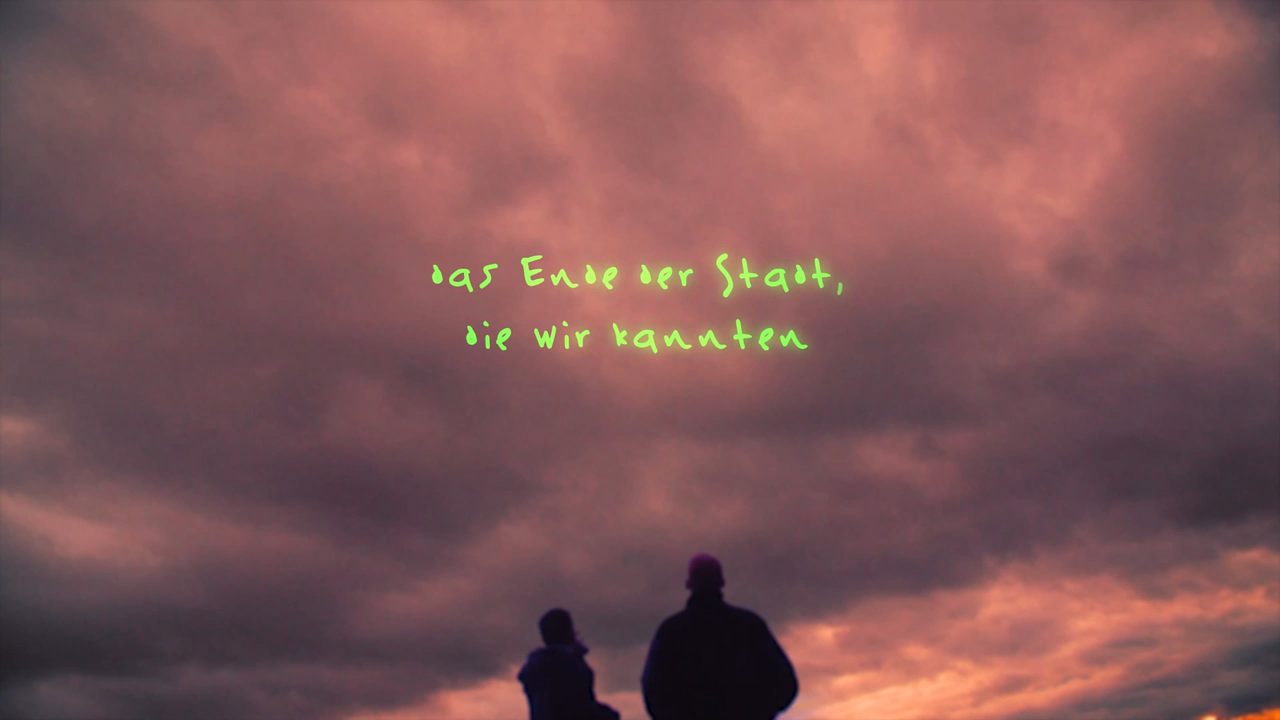 das Ende der Stadt,
die wir kannten